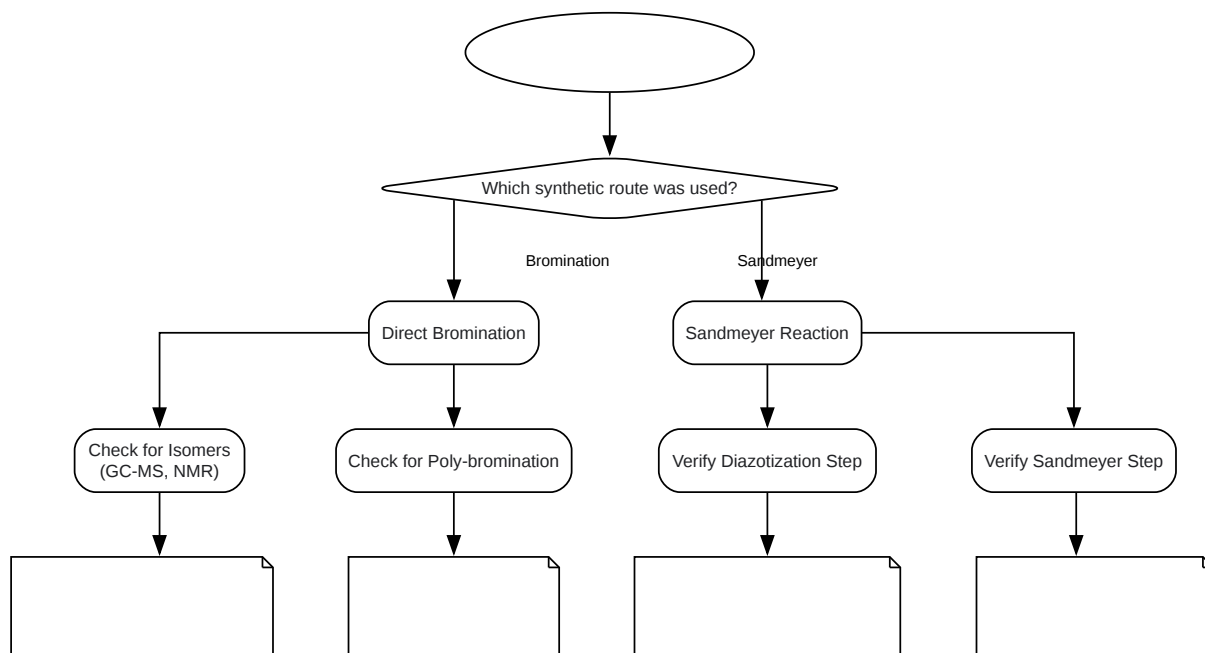 Which synthetic route was used?
Bromination
Sandmeyer
Direct Bromination
Sandmeyer Reaction
Check for Isomers
(GC-MS, NMR)
Check for Poly-bromination
Verify Diazotization Step
Verify Sandmeyer Step